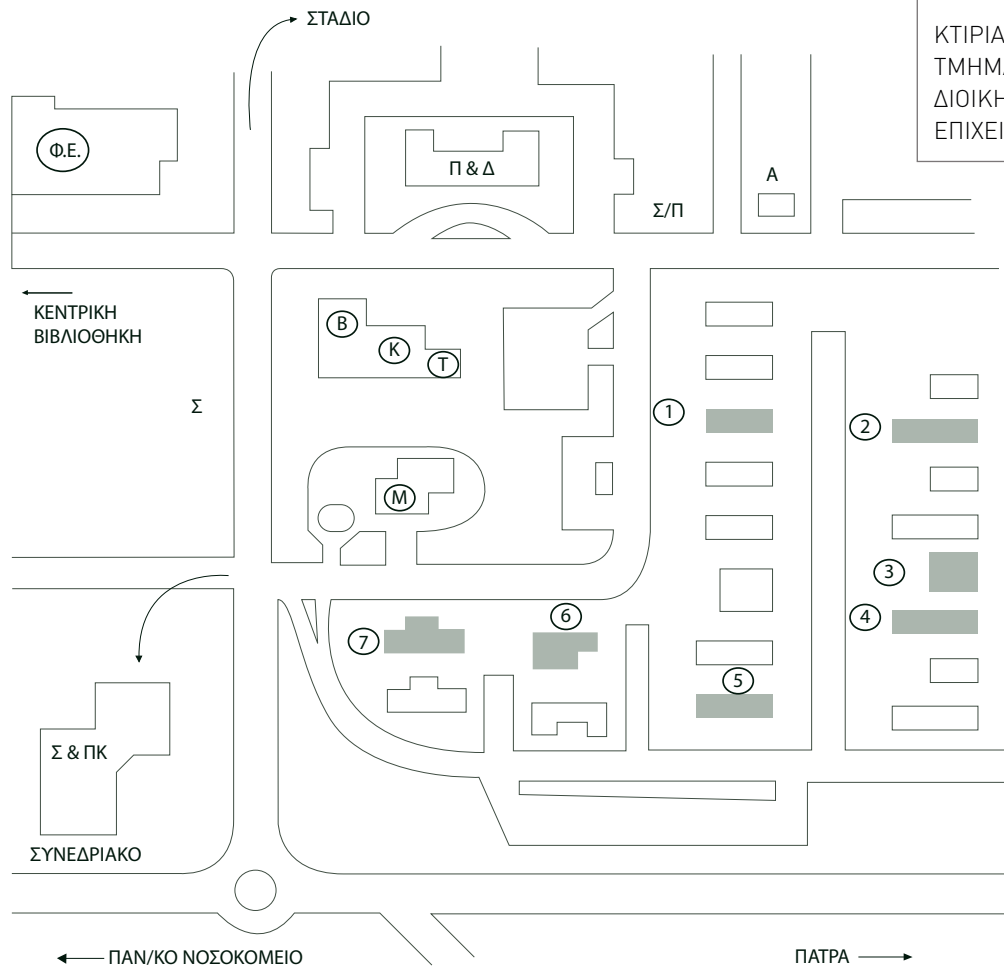 ΣΤΑΔΙΟ
ΚΤΙΡΙΑ
ΤΜΗΜΑ
ΔΙΟΙΚΗ
ΕΠΙΧΕΙ
Φ.Ε.
Π & Δ
Α
Σ/Π
ΚΕΝΤΡΙΚΗ
ΒΙΒΛΙΟΘΗΚΗ
Β
Κ
Τ
Σ
1
2
Μ
3
4
6
7
5
Σ & ΠΚ
ΣΥΝΕΔΡΙΑΚΟ
ΠΑΝ/ΚΟ ΝΟΣΟΚΟΜΕΙΟ
ΠΑΤΡΑ